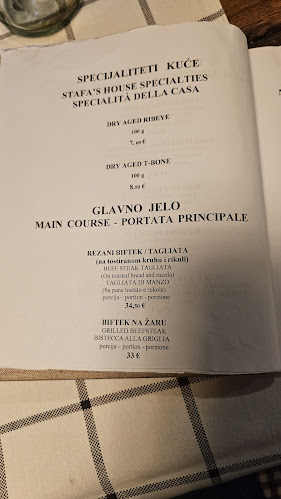 SPECIJALITETI KUĆE
STAFA'S HOUSE SPECIALTIES
SPECIALITÀ DELLA CASA
DRY AGED RIBEYE
100 g
7,00 €
DRY AGED T-BONE
100 g
8,50 €
GLAVNO JELO
MAIN COURSE - PORTATA PRINCIPALE
REZANI BIFTEK / TAGLIATA
(na tostiranom kruhu i rikuli)
BEEF STEAK TAGLIATA
(On toasted bread and rucola)
TAGLIATA DI MANZO
(Su pane tostato e rukola)
porcija - portion - porzione
34,50 €
BIFTEK NA ŽARU
GRILLED BEEFSTEAK
BISTECCA ALLA GRIGLIA
porcija - portion - porzione
33 €